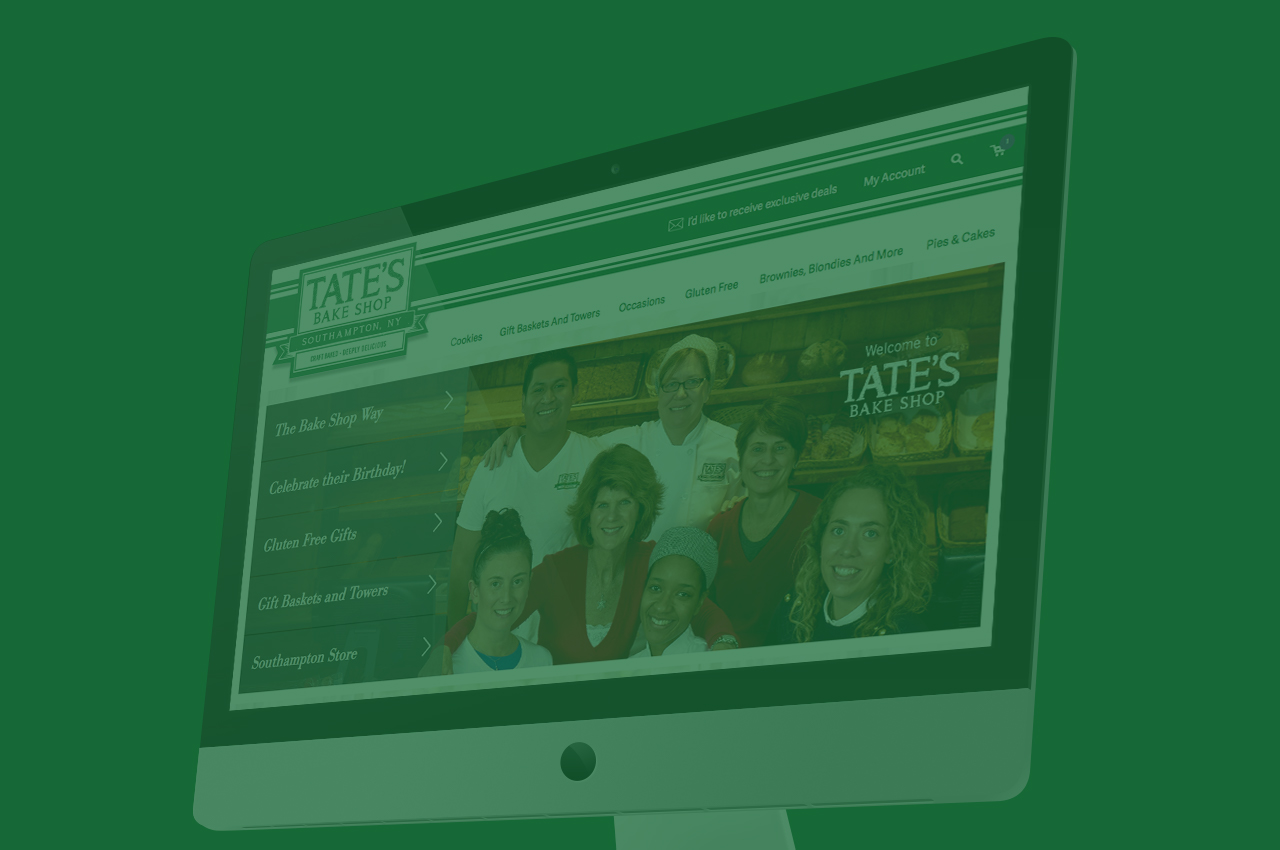 I'd like to receive exclusive deals
My Account
TATE'S
BAKE SHOP
SOUTHAMPTON, NY
Cookies
Gift Baskets And Towers
Occasions
Gluten Free
Brownies, Blondies And More
Pies & Cakes
The Bake Shop Way
Celebrate their Birthday!
Gluten Free Gifts
Gift Baskets and Towers
Southampton Store
Welcome to
TATE'S
BAKE SHOP